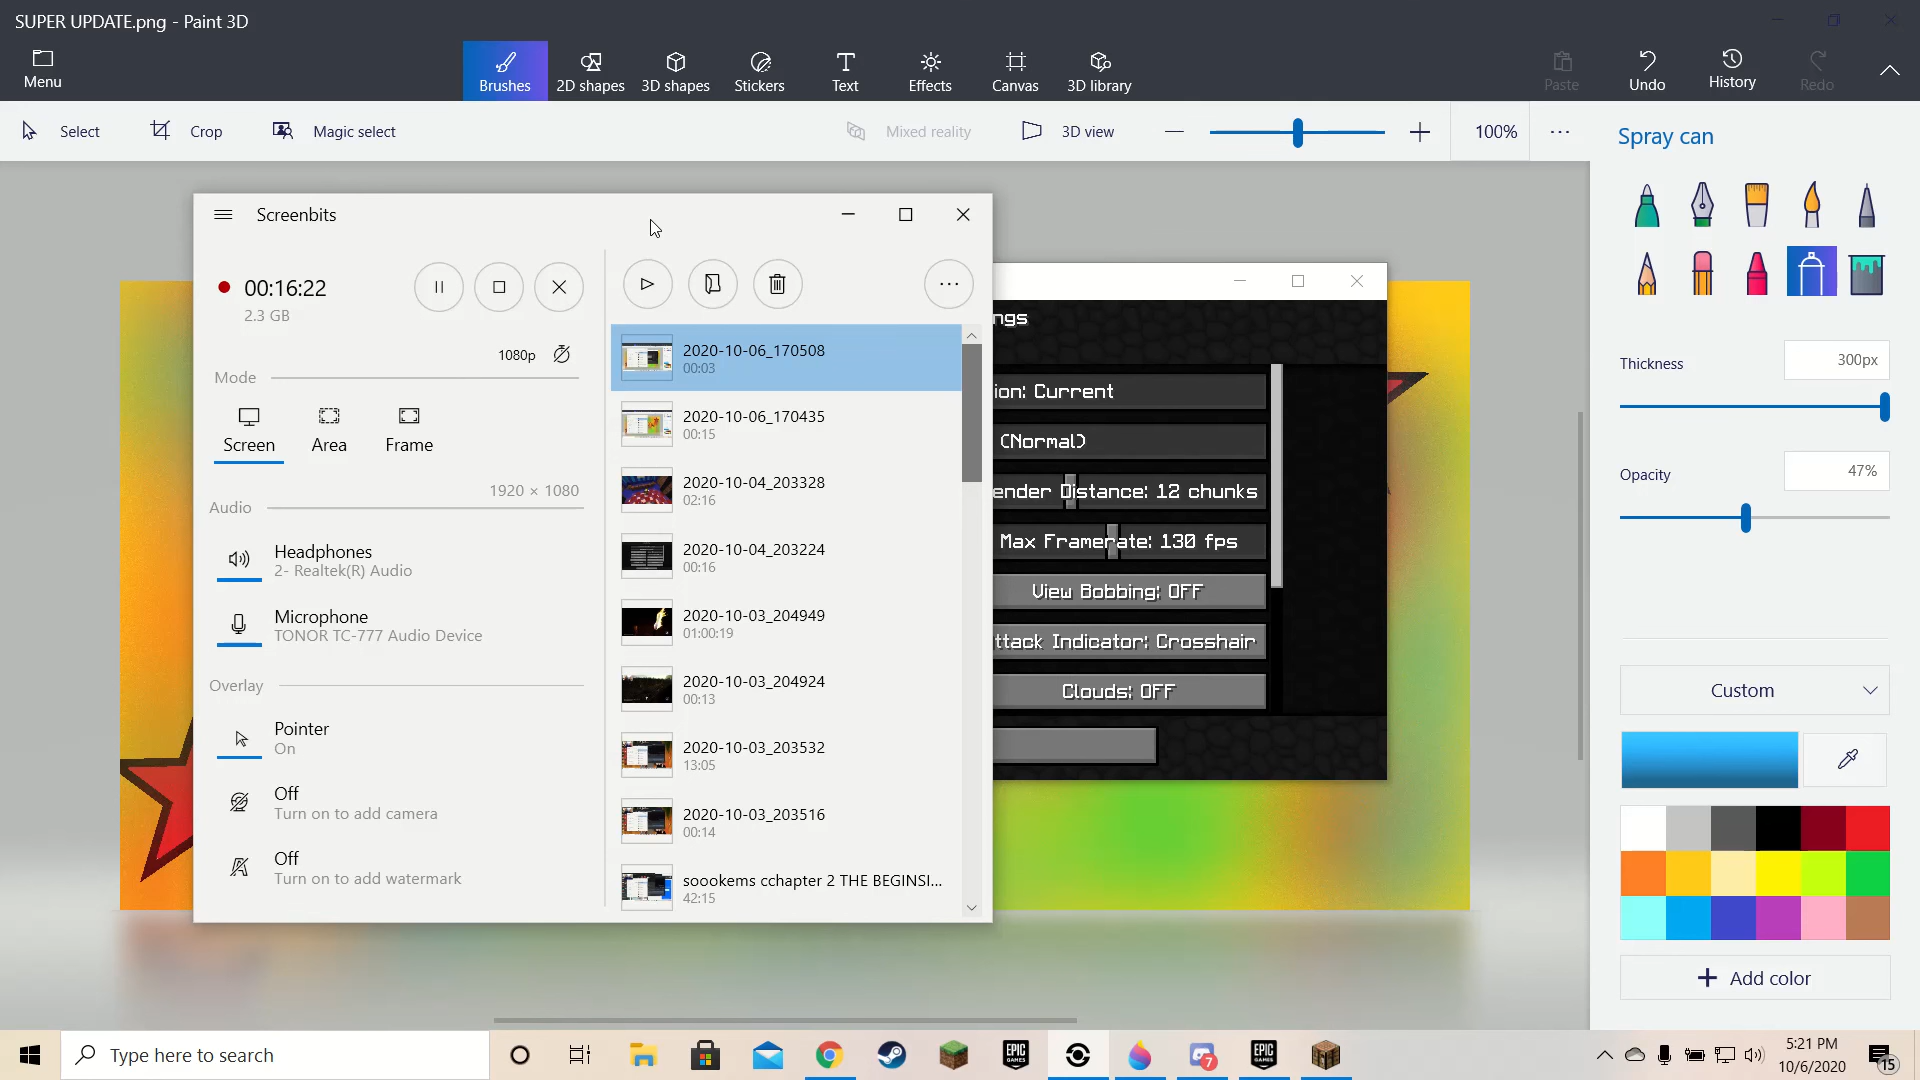 SUPER UPDATE.png - Paint 3D
Menu
Brushes
2D shapes
3D shapes
Stickers
Text
Effects
Canvas
3D library
Paste
Undo
History
Redo
Select
Crop
Magic select
Mixed reality
3D view
100%
Spray can
Thickness
300px
Opacity
47%
Custom
Add color
Screenbits
00:16:22
2.3 GB
1080p
Mode
Screen
Area
Frame
1920 × 1080
Audio
Headphones
2- Realtek(R) Audio
Microphone
TONOR TC-777 Audio Device
Overlay
Pointer
On
Off
Turn on to add camera
Off
Turn on to add watermark
2020-10-06_170508
00:03
2020-10-06_170435
00:15
2020-10-04_203328
02:16
2020-10-04_203224
00:16
2020-10-03_204949
01:00:19
2020-10-03_204924
00:13
2020-10-03_203532
13:05
2020-10-03_203516
00:14
soookems cchapter 2 THE BEGINSI...
42:15
ngs
ion: Current
(Normal)
ender Distance: 12 chunks
Max Framerate: 130 fps
View Bobbing: OFF
ttack Indicator: Crosshair
Clouds: OFF
Type here to search
EPIC
GAMES
7
EPIC
GAMES
5:21 PM
10/6/2020
15